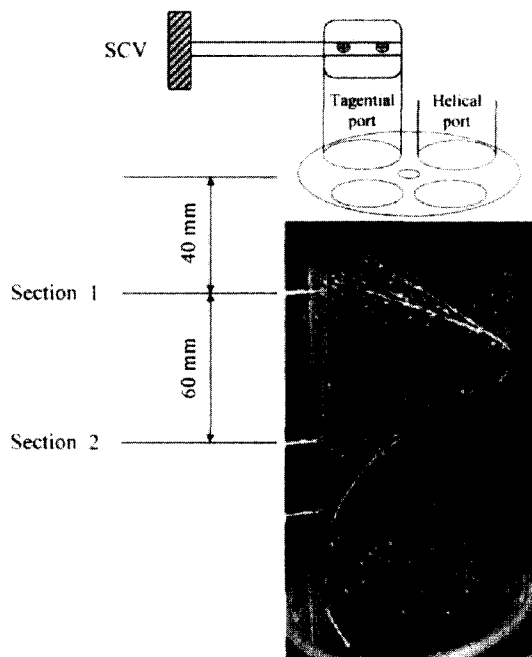 SCV
Tagential
port
Helical
port
40 mm
Section 1
60 mm
Section 2